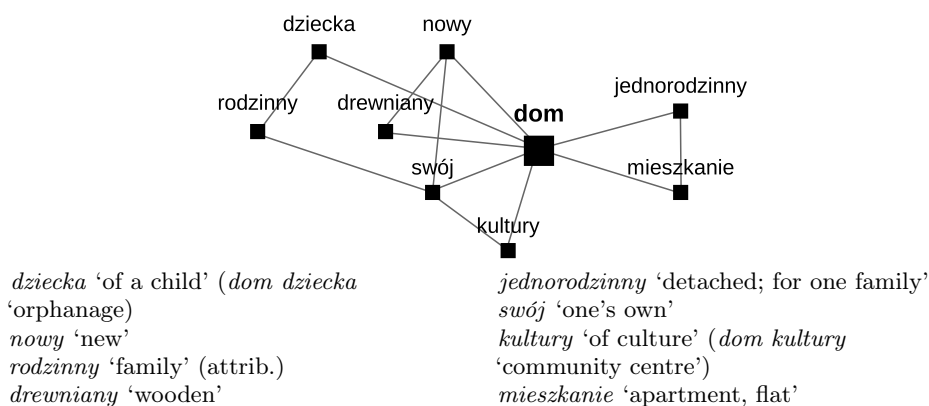 dziecka nowy
jednorodzinny
rodzinny drewniany
dom
swój mieszkanie
kultury
dziecka ‘of a child’ (dom dziecka
‘orphanage)
nowy ‘new’
rodzinny ‘family’ (attrib.)
drewniany ‘wooden’
jednorodzinny ‘detached; for one family’
swój ‘one’s own’
kultury ‘of culture’ (dom kultury
‘community centre’)
mieszkanie ‘apartment, flat’